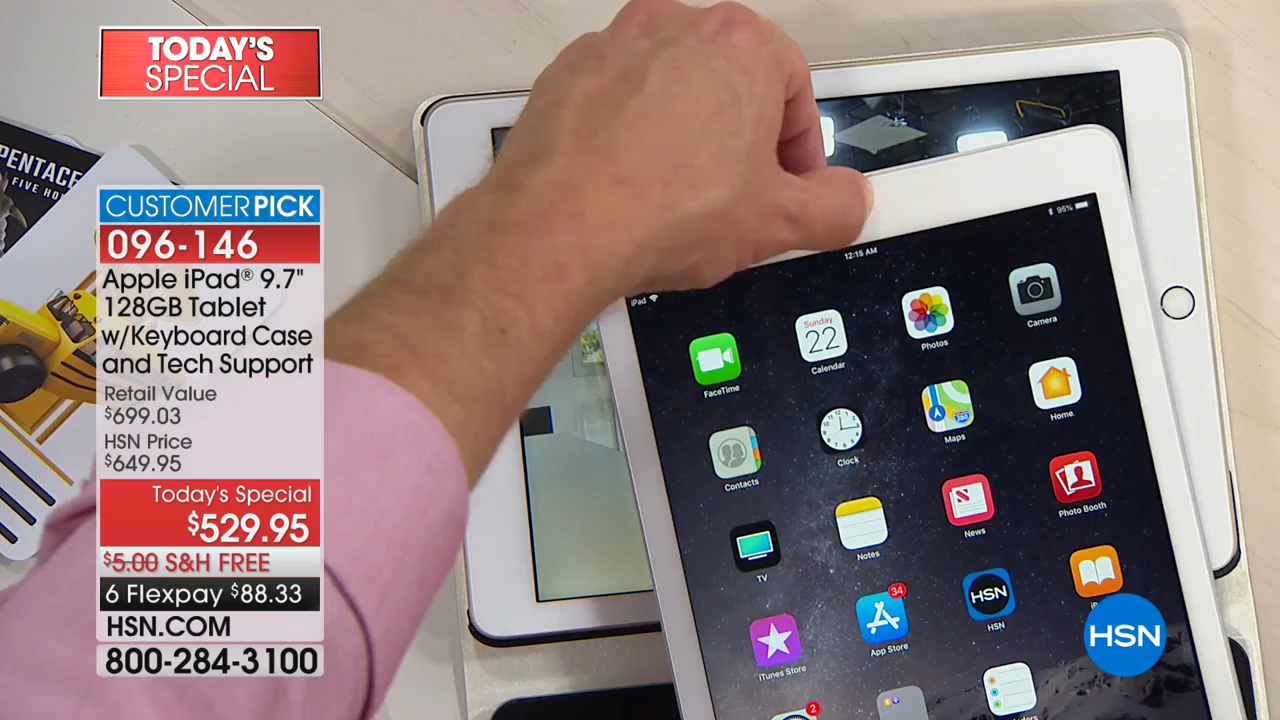 TODAY'S
SPECIAL
PENTAC
FIVE HO
CUSTOMER PICK
096-146
Apple iPad® 9.7"
128GB Tablet
w/Keyboard Case
and Tech Support
Retail Value
$699.03
HSN Price
$649.95
Today's Special
$529.95
$5.00 S&H FREE
6 Flexpay $88.33
HSN.COM
800-284-3100
iPad
12:15 AM
95%
FaceTime
Sunday
22
Calendar
Photos
Camera
Contacts
Clock
Maps
280
Home
TV
Notes
News
Photo Booth
iTunes Store
34
App Store
HSN
HSN
HSN
2